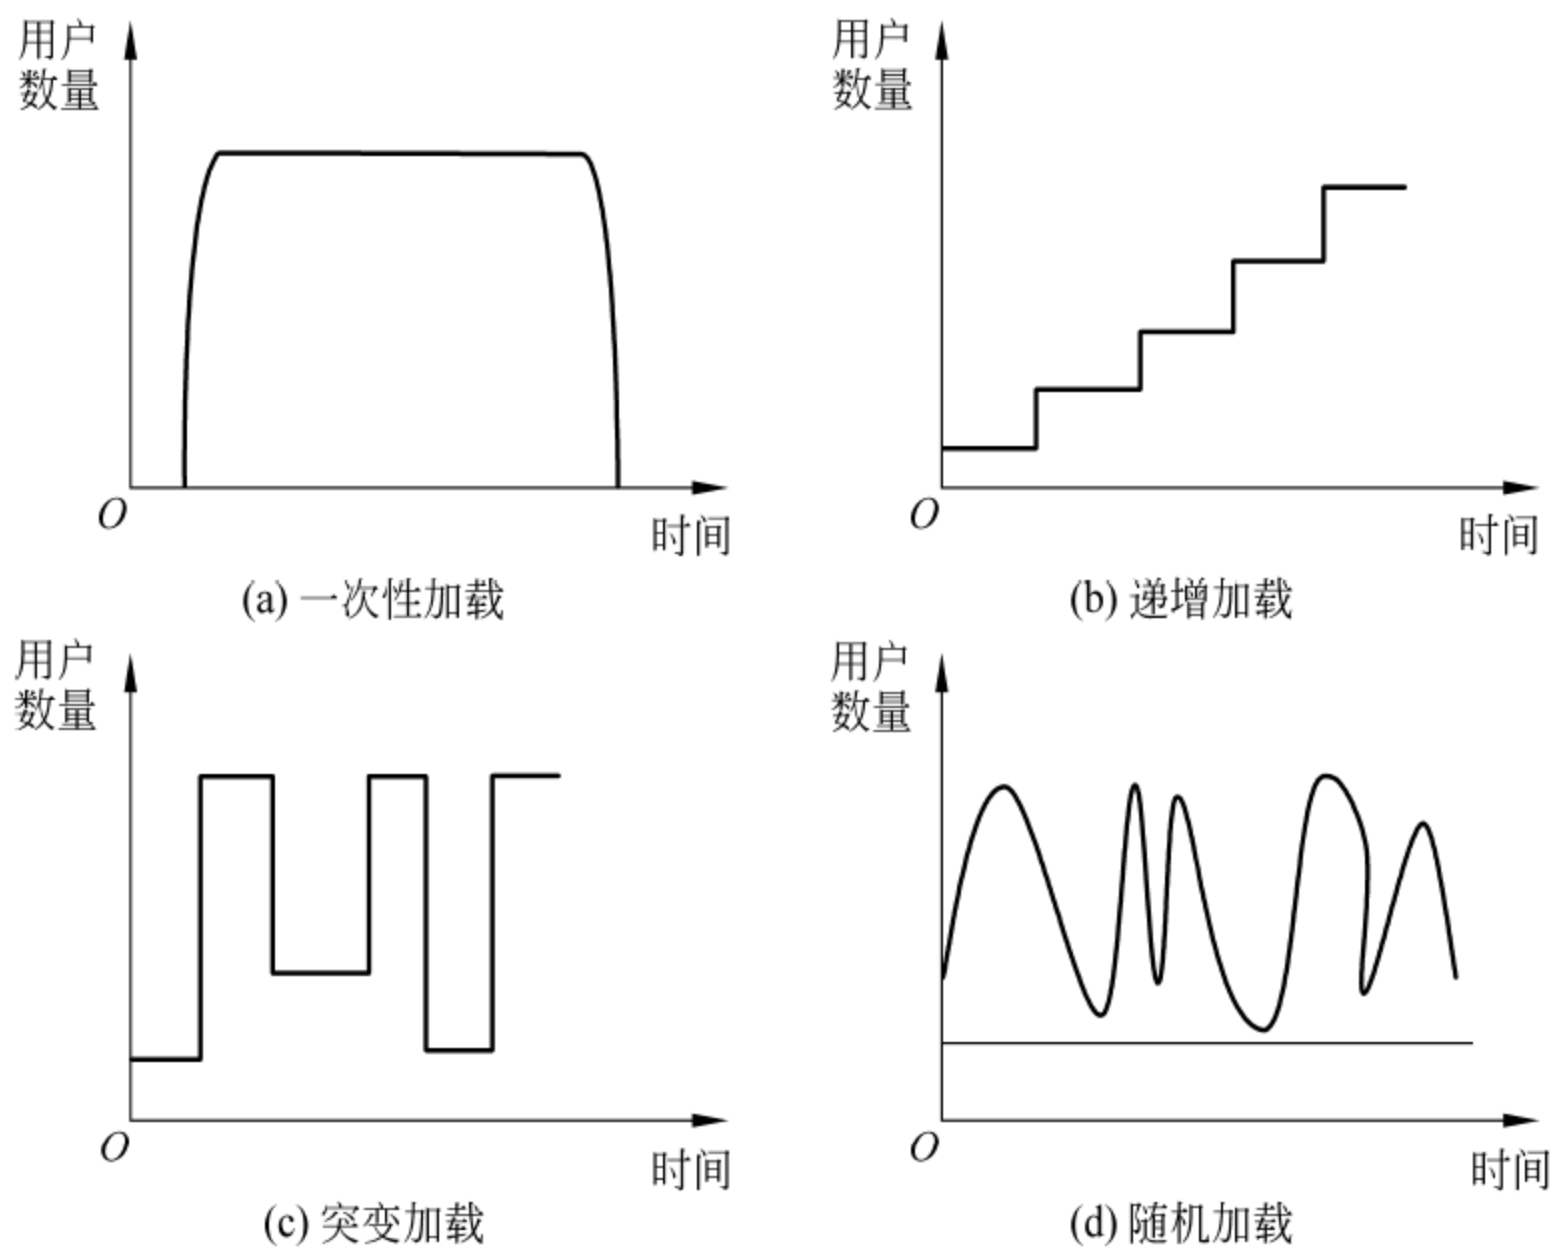 用户
数量
O
时间
(a) 一次性加载
用户
数量
O
时间
(b) 递增加载
用户
数量
O
时间
(c) 突变加载
用户
数量
O
时间
(d) 随机加载